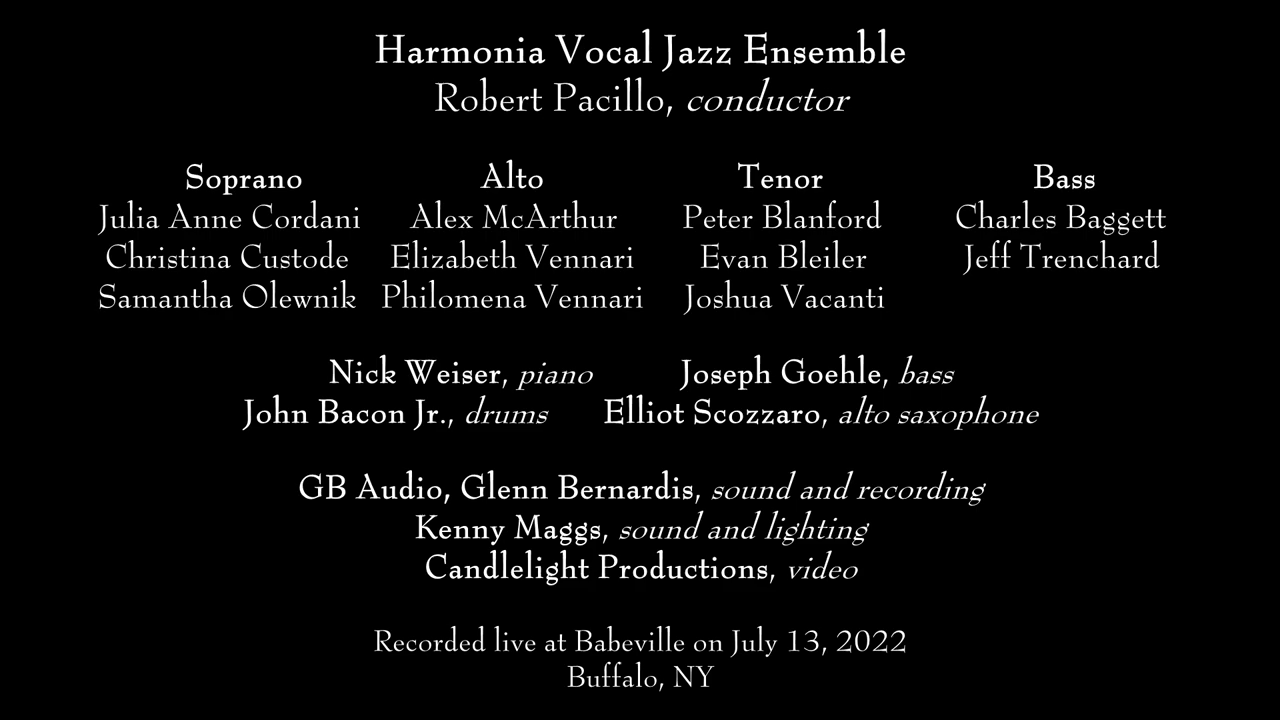 Harmonia Vocal Jazz Ensemble
Robert Pacillo, conductor
Soprano Alto Tenor Bass
Julia Anne Cordani Alex McArthur Peter Blanford Charles Baggett
Christina Custode Elizabeth Vennari Evan Bleiler Jeff Trenchard
Samantha Olewnik Philomena Vennari Joshua Vacanti
Nick Weiser, piano Joseph Goehle, bass
John Bacon Jr., drums Elliot Scozzaro, alto saxophone
GB Audio, Glenn Bernardis, sound and recording
Kenny Maggs, sound and lighting
Candlelight Productions, video
Recorded live at Babeville on July 13, 2022
Buffalo, NY